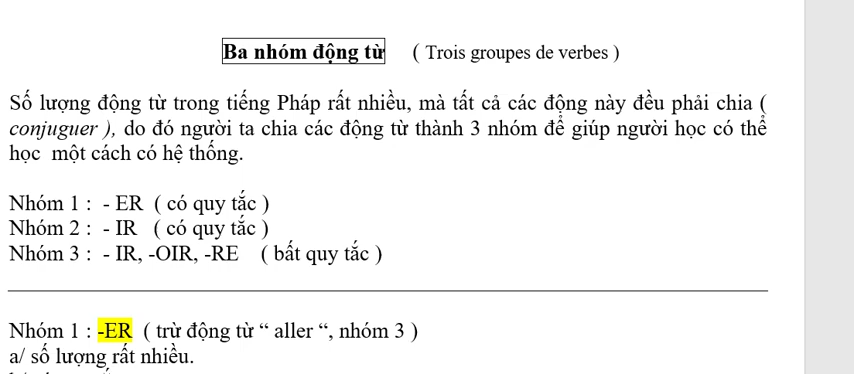 Ba nhóm động từ ( Trois groupes de verbes )
Số lượng động từ trong tiếng Pháp rất nhiều, mà tất cả các động này đều phải chia (
conjuguer ), do đó người ta chia các động từ thành 3 nhóm để giúp người học có thể
học một cách có hệ thống.
Nhóm 1 : - ER ( có quy tắc )
Nhóm 2 : - IR ( có quy tắc )
Nhóm 3 : - IR, -OIR, -RE ( bất quy tắc )
Nhóm 1 : -ER ( trừ động từ “ aller “, nhóm 3 )
a/ số lượng rất nhiều.